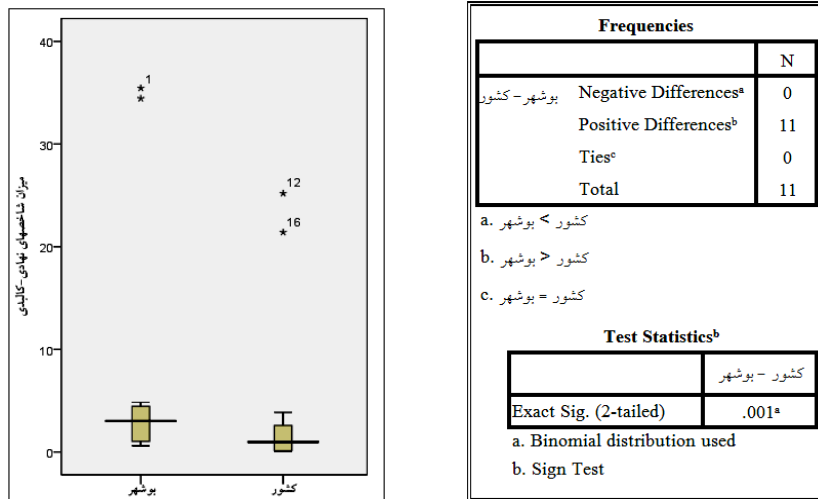 میزان شاخصهای نهادی-کالبدی
40
30
20
10
0
1
12
16
بوشهر
کشور
Frequencies
N
بوشهر – کشور
Negative Differencesᵃ 0
Positive Differencesᵇ 11
Tiesᶜ 0
Total 11
a. کشور > بوشهر
b. کشور < بوشهر
c. کشور = بوشهر
Test Statisticsᵇ
کشور – بوشهر
Exact Sig. (2-tailed) .001ᵃ
a. Binomial distribution used
b. Sign Test